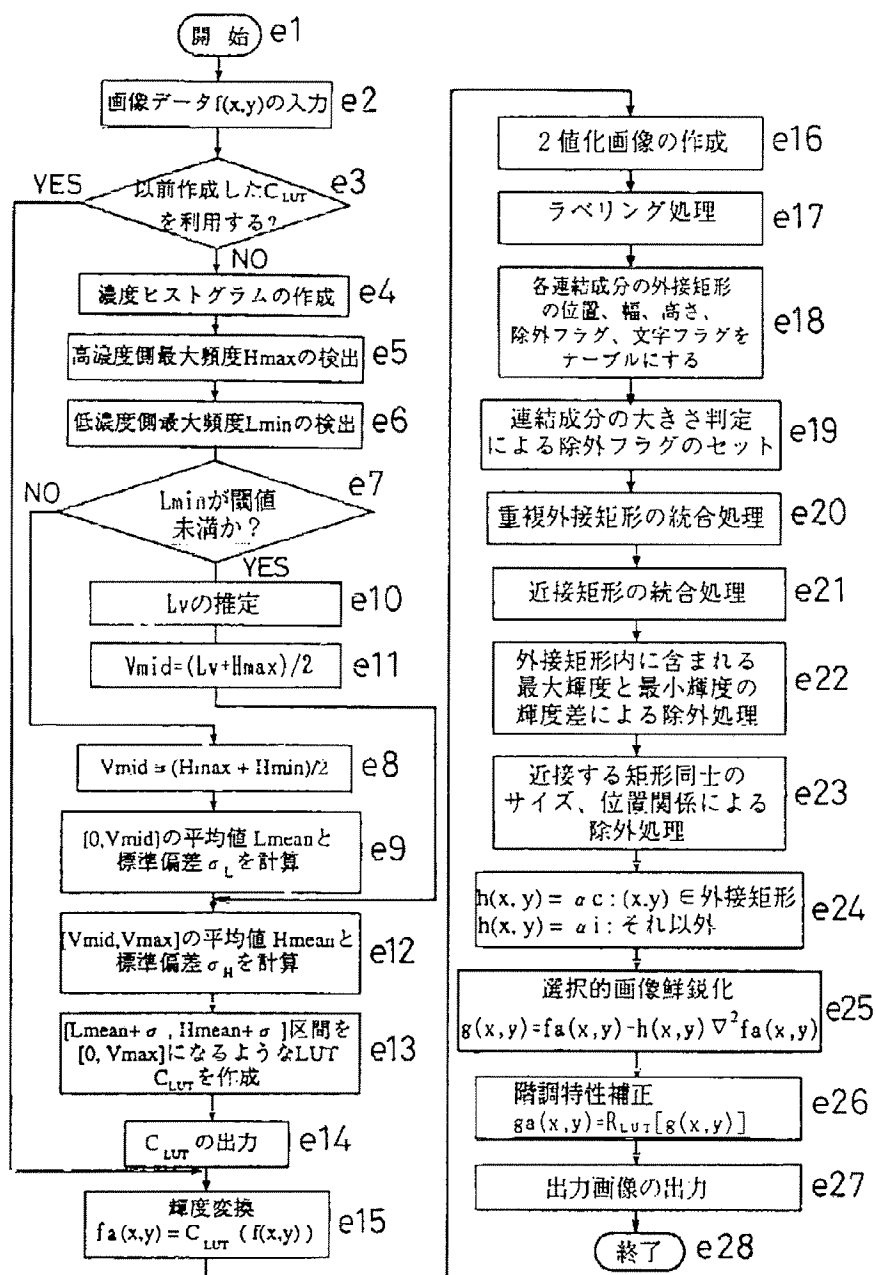 開 始 e1
画像データf(x,y)の入力 e2
YES
以前作成したCLUT
を利用する? e3
NO
濃度ヒストグラムの作成 e4
高濃度側最大頻度Hmaxの検出 e5
低濃度側最大頻度Lminの検出 e6
NO
Lminが閾値
未満か? e7
YES
Lvの推定 e10
Vmid=(Lv+Hmax)/2 e11
Vmid = (Hmax + Hmin)/2 e8
[0,Vmid]の平均値 Lmeanと
標準偏差σLを計算 e9
[Vmid,Vmax]の平均値 Hmeanと
標準偏差σHを計算 e12
[Lmean+σ , Hmean+σ ]区間を
[0, Vmax]になるようなLUT
CLUTを作成 e13
CLUTの出力 e14
輝度変換
fa(x,y) = CLUT (f(x,y)) e15
2値化画像の作成 e16
ラベリング処理 e17
各連結成分の外接矩形
の位置、幅、高さ、
除外フラグ、文字フラグを
テーブルにする e18
連結成分の大きさ判定
による除外フラグのセット e19
重複外接矩形の統合処理 e20
近接矩形の統合処理 e21
外接矩形内に含まれる
最大輝度と最小輝度の
輝度差による除外処理 e22
近接する矩形同士の
サイズ、位置関係による
除外処理 e23
h(x, y) = αc : (x,y) ∈外接矩形
h(x, y) = αi : それ以外 e24
選択的画像鮮鋭化
g(x,y)=fa(x,y)-h(x,y)∇²fa(x,y) e25
階調特性補正
ga(x,y)=RLUT[g(x,y)] e26
出力画像の出力 e27
終了 e28